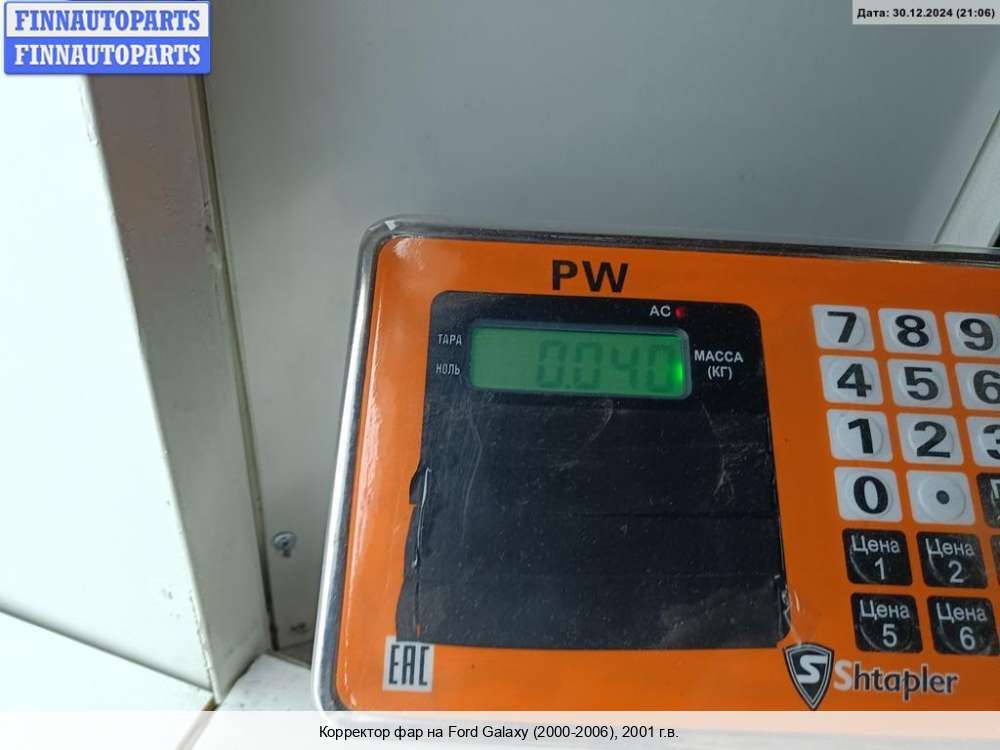 FINNAUTOPARTS
FINNAUTOPARTS
Дата: 30.12.2024 (21:06)
PW
AC
ТАРА
НОЛЬ
0.040
МАССА
(КГ)
7 8 9
4 5 6
1 2 3
0 .
Цена 1
Цена 2
Цена 5
Цена 6
EAC
S Shtapler
Корректор фар на Ford Galaxy (2000-2006), 2001 г.в.